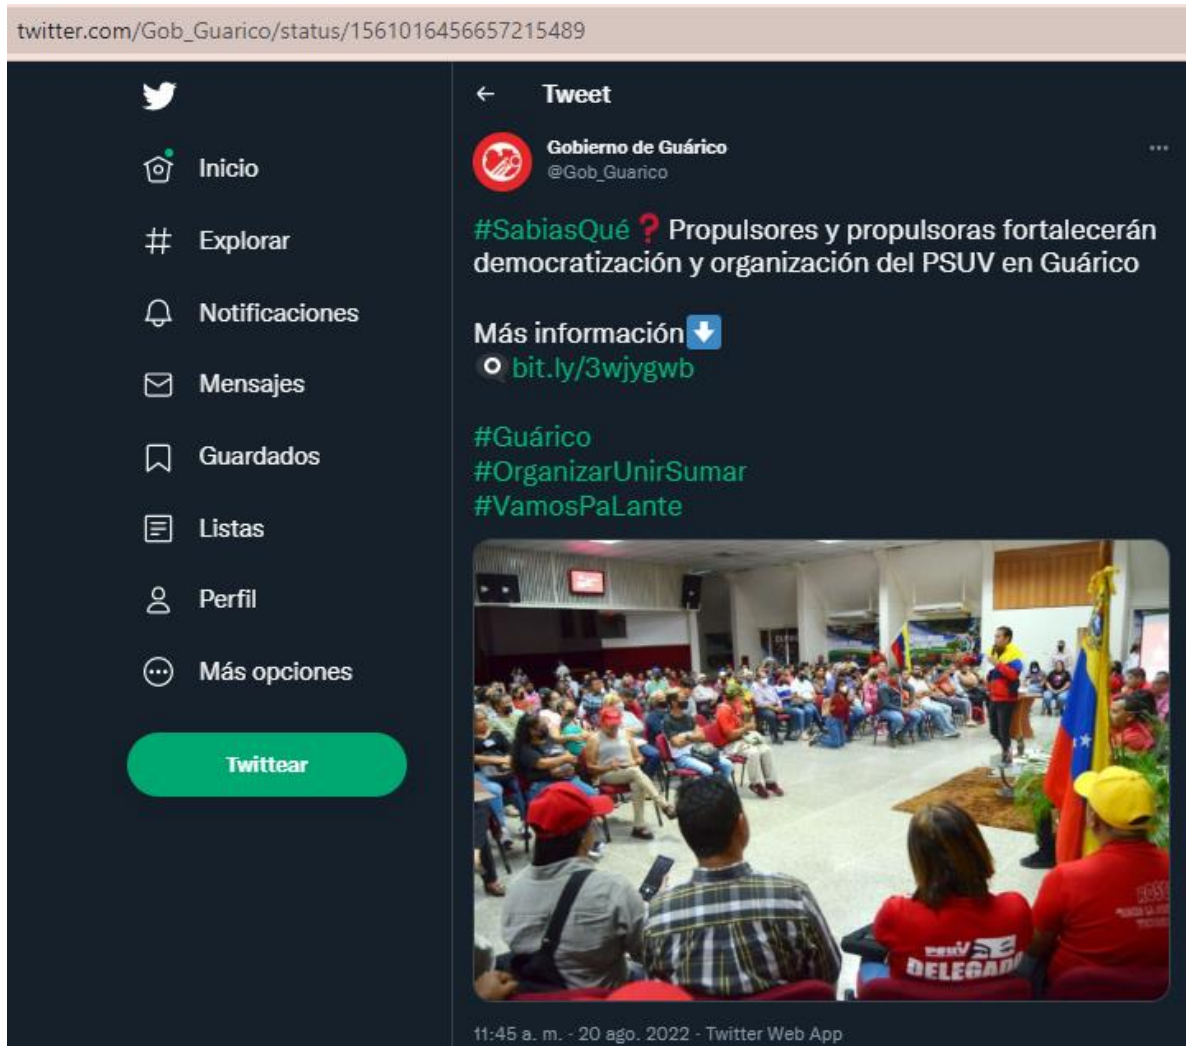 twitter.com/Gob_Guarico/status/1561016456657215489
Tweet
Gobierno de Guárico
@Gob_Guarico
Inicio
Explorar
Notificaciones
Mensajes
Guardados
Listas
Perfil
Más opciones
Twittear
#SabiasQué❓ Propulsores y propulsoras fortalecerán
democratización y organización del PSUV en Guárico
Más información⬇️
bit.ly/3wjygwb
#Guárico
#OrganizarUnirSumar
#VamosPaLante
PSUV
DELEGADO
11:45 a. m. · 20 ago. 2022 · Twitter Web App